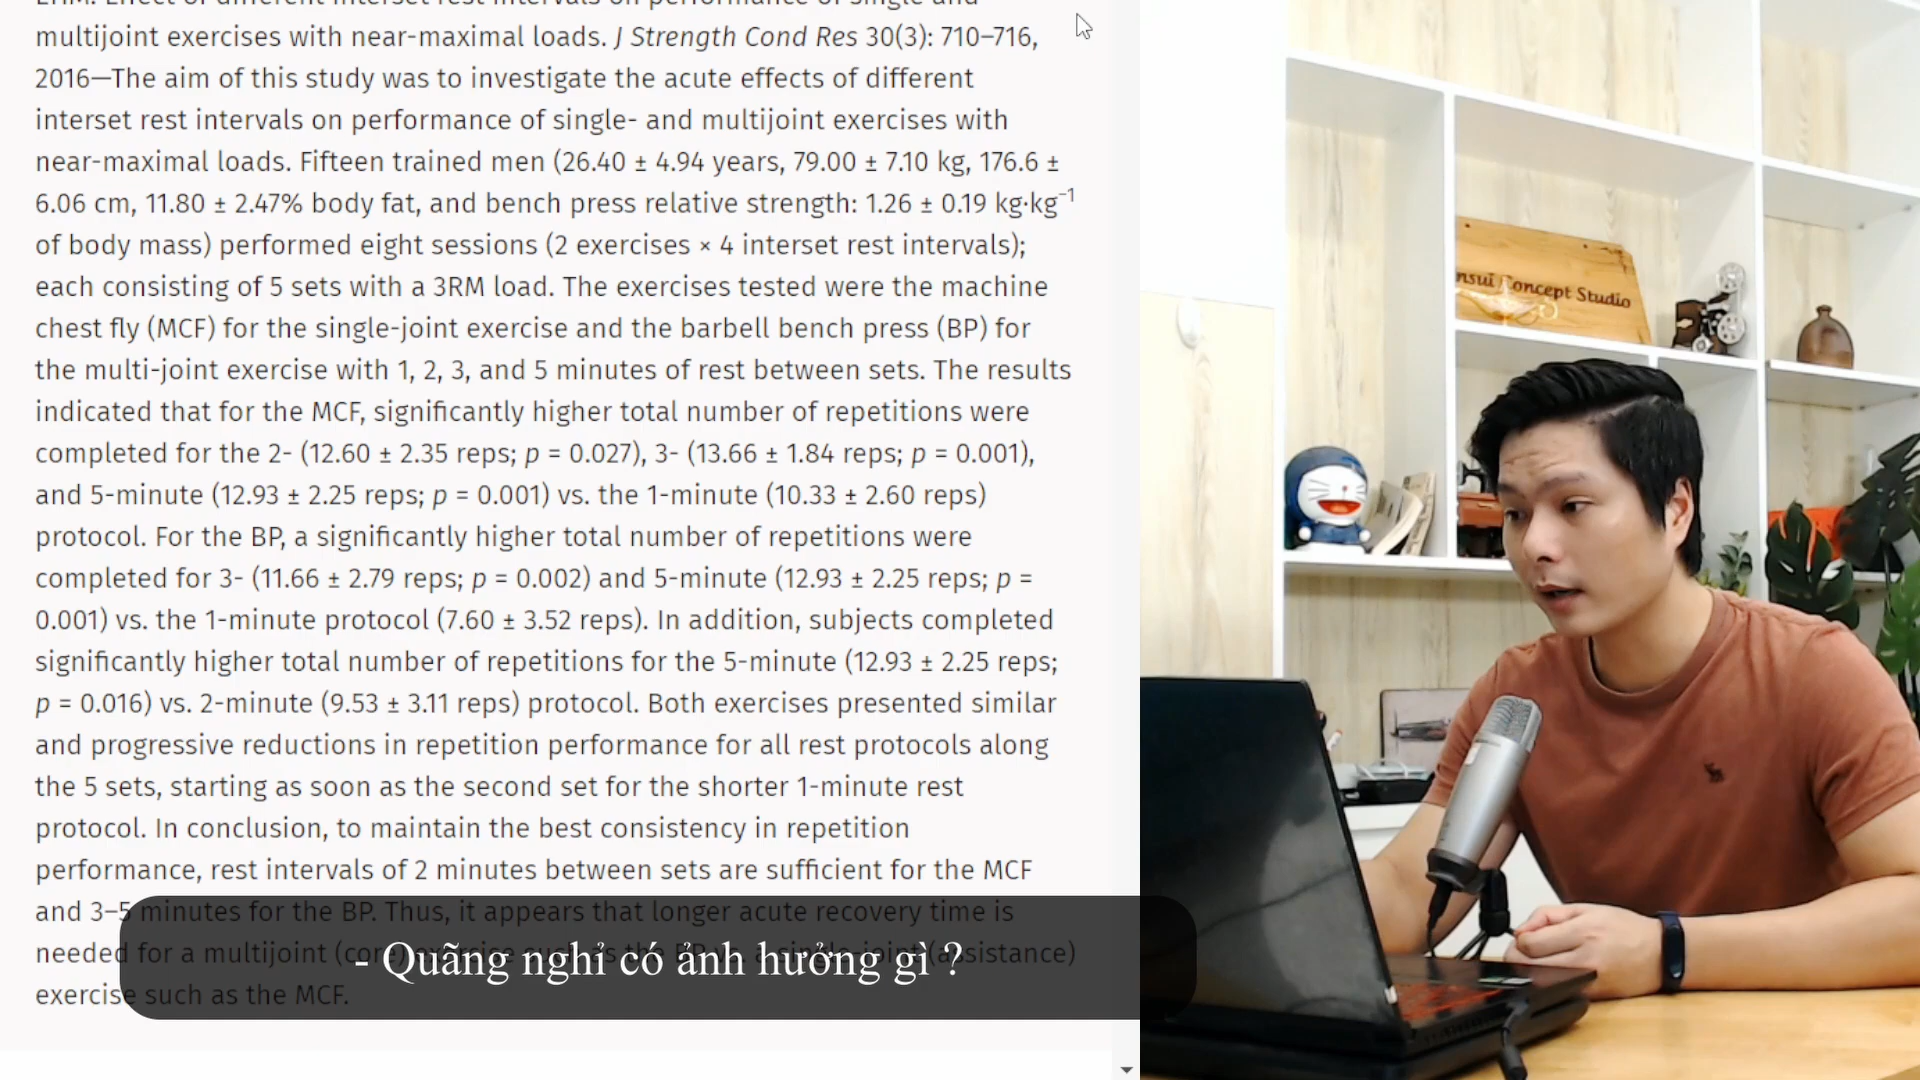 multijoint exercises with near-maximal loads. J Strength Cond Res 30(3): 710–716,
2016—The aim of this study was to investigate the acute effects of different
interset rest intervals on performance of single- and multijoint exercises with
near-maximal loads. Fifteen trained men (26.40 ± 4.94 years, 79.00 ± 7.10 kg, 176.6 ±
6.06 cm, 11.80 ± 2.47% body fat, and bench press relative strength: 1.26 ± 0.19 kg·kg⁻¹
of body mass) performed eight sessions (2 exercises × 4 interset rest intervals);
each consisting of 5 sets with a 3RM load. The exercises tested were the machine
chest fly (MCF) for the single-joint exercise and the barbell bench press (BP) for
the multi-joint exercise with 1, 2, 3, and 5 minutes of rest between sets. The results
indicated that for the MCF, significantly higher total number of repetitions were
completed for the 2- (12.60 ± 2.35 reps; p = 0.027), 3- (13.66 ± 1.84 reps; p = 0.001),
and 5-minute (12.93 ± 2.25 reps; p = 0.001) vs. the 1-minute (10.33 ± 2.60 reps)
protocol. For the BP, a significantly higher total number of repetitions were
completed for 3- (11.66 ± 2.79 reps; p = 0.002) and 5-minute (12.93 ± 2.25 reps; p =
0.001) vs. the 1-minute protocol (7.60 ± 3.52 reps). In addition, subjects completed
significantly higher total number of repetitions for the 5-minute (12.93 ± 2.25 reps;
p = 0.016) vs. 2-minute (9.53 ± 3.11 reps) protocol. Both exercises presented similar
and progressive reductions in repetition performance for all rest protocols along
the 5 sets, starting as soon as the second set for the shorter 1-minute rest
protocol. In conclusion, to maintain the best consistency in repetition
performance, rest intervals of 2 minutes between sets are sufficient for the MCF
and 3–5 minutes for the BP. Thus, it appears that longer acute recovery time is
needed for a multijoint (core) exercise such as the BP vs. a single-joint (assistance)
exercise such as the MCF.
- Quãng nghỉ có ảnh hưởng gì ?
Concept Studio